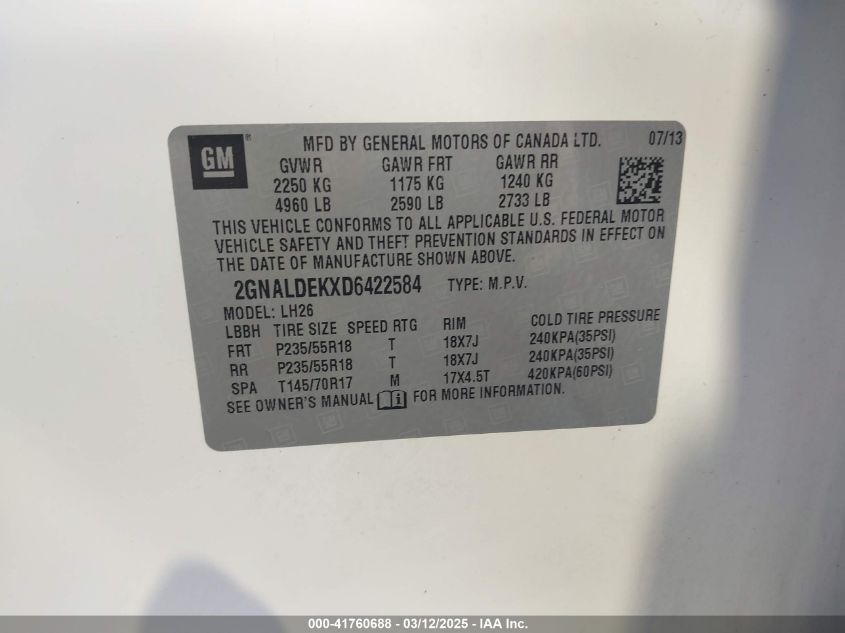 GM ® MFD BY GENERAL MOTORS OF CANADA LTD. 07/13
GVWR GAWR FRT GAWR RR
2250 KG 1175 KG 1240 KG
4960 LB 2590 LB 2733 LB
THIS VEHICLE CONFORMS TO ALL APPLICABLE U.S. FEDERAL MOTOR
VEHICLE SAFETY AND THEFT PREVENTION STANDARDS IN EFFECT ON
THE DATE OF MANUFACTURE SHOWN ABOVE.
2GNALDEKXD6422584 TYPE: M.P.V.
MODEL: LH26
LBBH TIRE SIZE SPEED RTG RIM COLD TIRE PRESSURE
FRT P235/55R18 T 18X7J 240KPA(35PSI)
RR P235/55R18 T 18X7J 240KPA(35PSI)
SPA T145/70R17 M 17X4.5T 420KPA(60PSI)
SEE OWNER'S MANUAL i FOR MORE INFORMATION.
000-41760688 - 03/12/2025 - IAAI Inc.